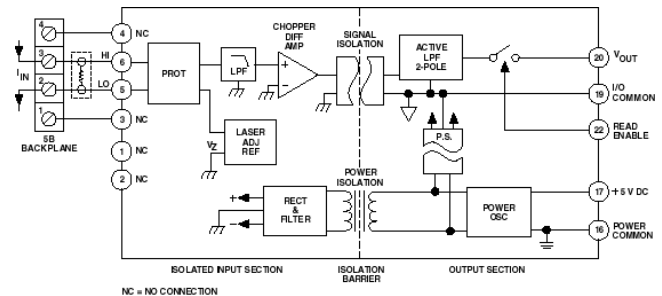 4
3
2
1
I IN
5B
BACKPLANE
4 NC
6 HI
5 LO
3 NC
1 NC
2 NC
PROT
LPF
CHOPPER
DIFF
AMP
+
−
SIGNAL
ISOLATION
ACTIVE
LPF
2-POLE
20 VOUT
19 I/O
COMMON
22 READ
ENABLE
VZ
LASER
ADJ
REF
P.S.
POWER
ISOLATION
+
−
RECT
&
FILTER
POWER
OSC
17 +5 V DC
16 POWER
COMMON
ISOLATED INPUT SECTION
ISOLATION
BARRIER
OUTPUT SECTION
NC = NO CONNECTION